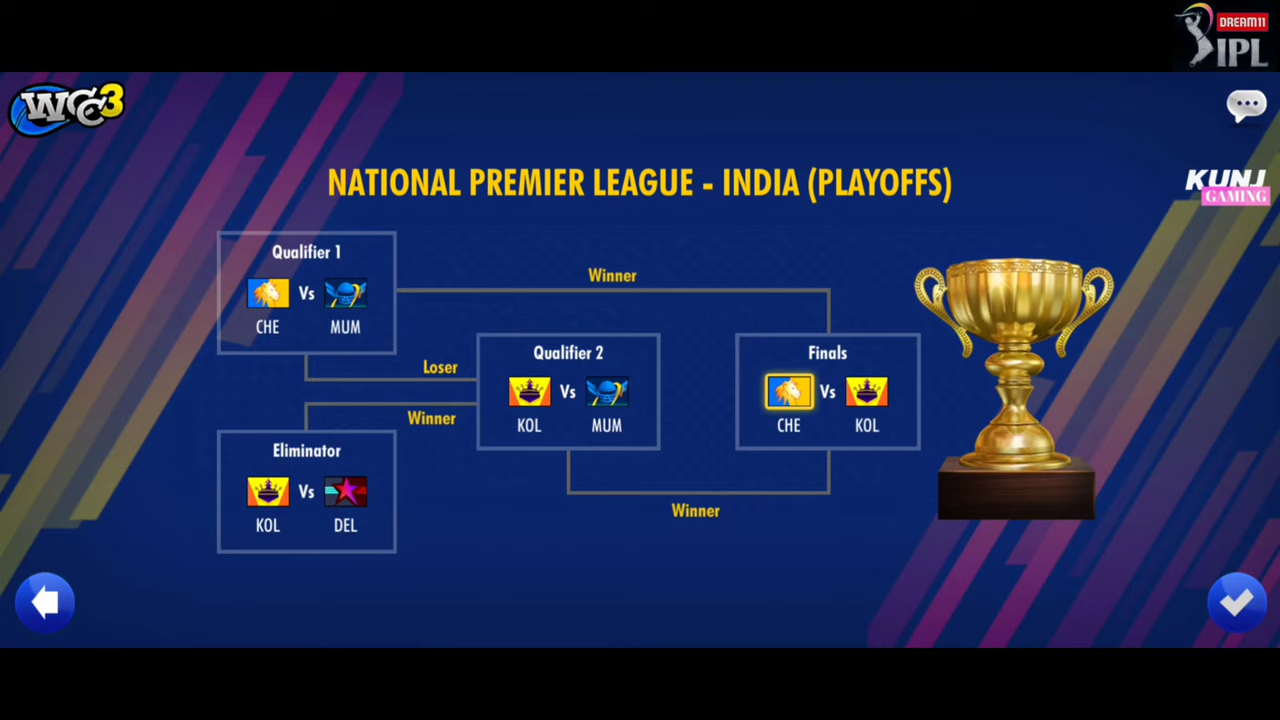 DREAM11
IPL
WCC3
KUNJ
GAMING
NATIONAL PREMIER LEAGUE - INDIA (PLAYOFFS)
Qualifier 1
CHE Vs MUM
Winner
Loser
Qualifier 2
KOL Vs MUM
Finals
CHE Vs KOL
Winner
Eliminator
KOL Vs DEL
Winner